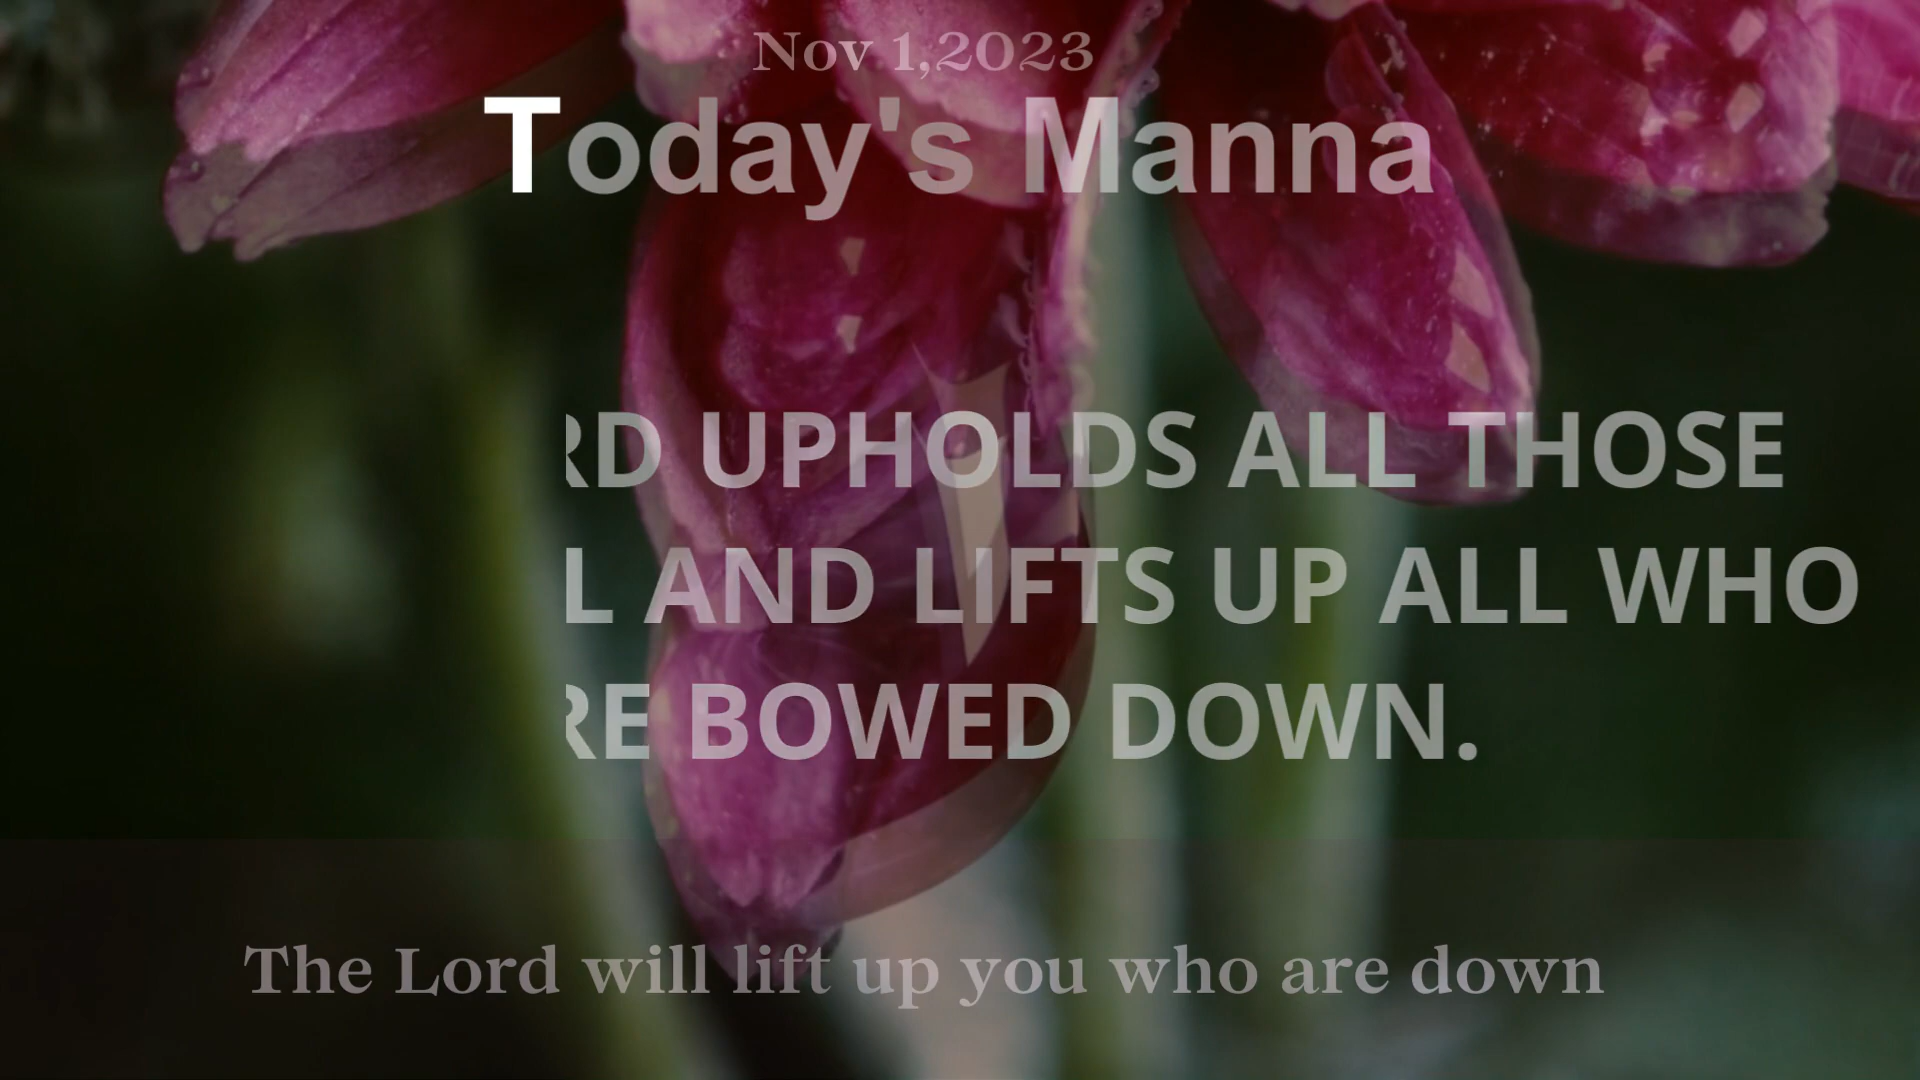 Nov 1,2023
Today's Manna
RD UPHOLDS ALL THOSE
L AND LIFTS UP ALL WHO
RE BOWED DOWN.
The Lord will lift up you who are down